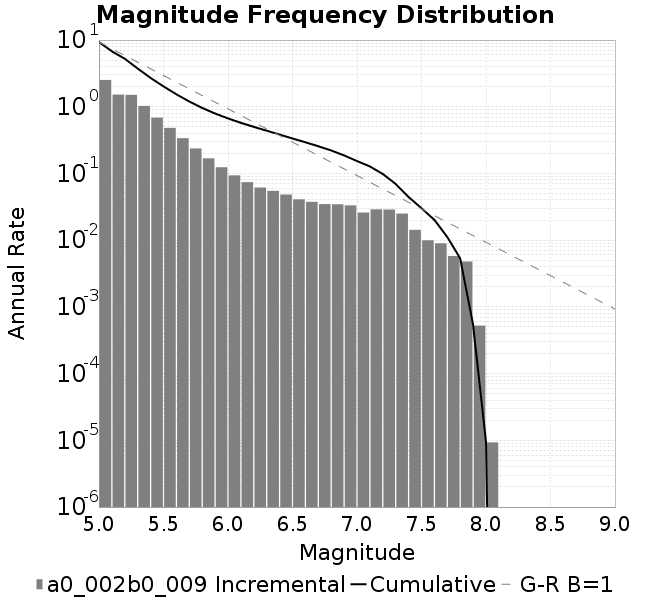 Magnitude Frequency Distribution
Annual Rate
10^1
10^0
10^-1
10^-2
10^-3
10^-4
10^-5
10^-6
5.0 5.5 6.0 6.5 7.0 7.5 8.0 8.5 9.0
Magnitude
a0_002b0_009 Incremental Cumulative G-R B=1